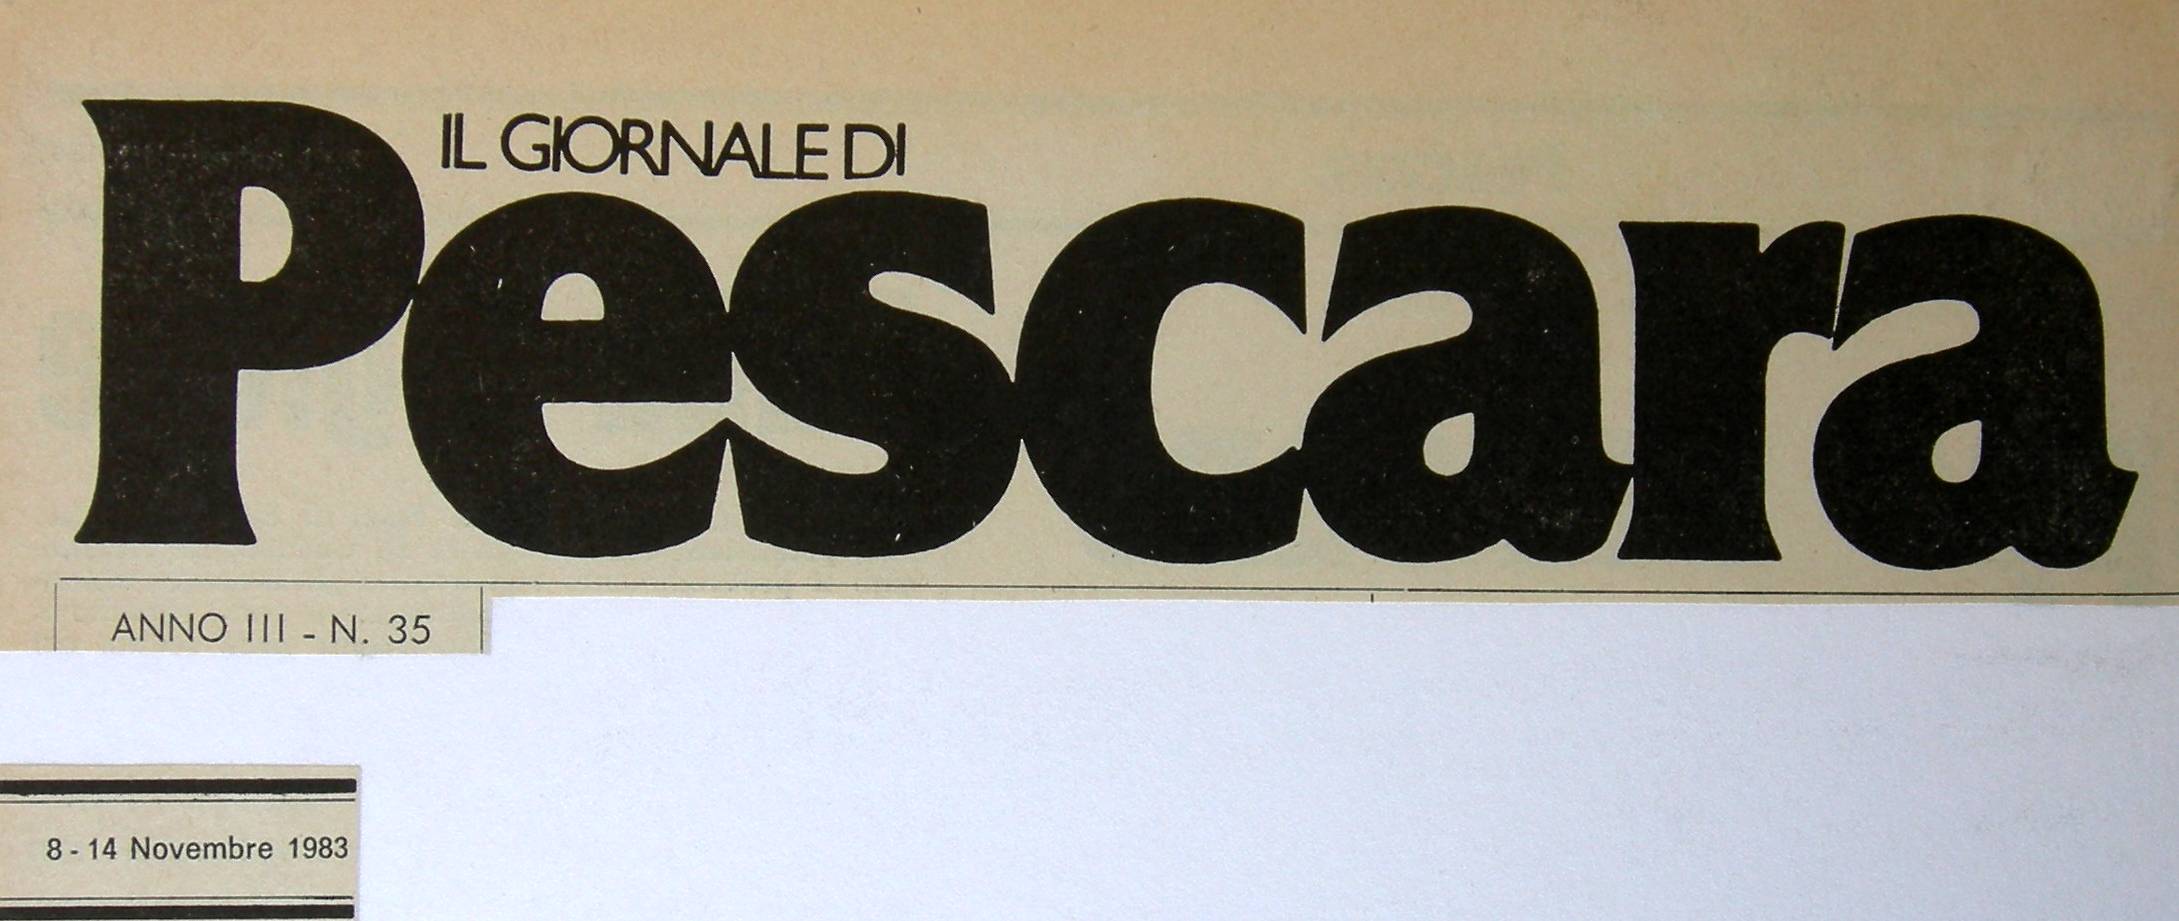 IL GIORNALE DI
Pescara
ANNO III - N. 35
8 - 14 Novembre 1983